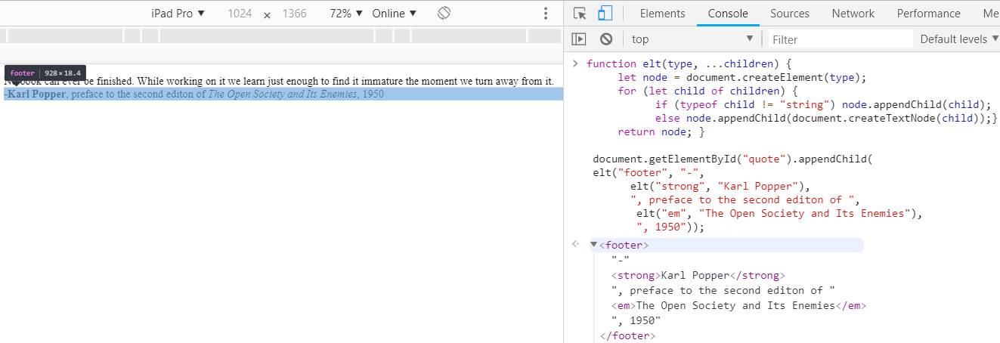 iPad Pro ▼ 1024 × 1366 72% ▼ Online ▼
Elements Console Sources Network Performance Me
top ▼ Filter Default levels ▼
footer 928 × 18.4
No book can ever be finished. While working on it we learn just enough to find it immature the moment we turn away from it.
-Karl Popper, preface to the second editon of The Open Society and Its Enemies, 1950
function elt(type, ...children) {
let node = document.createElement(type);
for (let child of children) {
if (typeof child != "string") node.appendChild(child);
else node.appendChild(document.createTextNode(child));}
return node; }
document.getElementById("quote").appendChild(
elt("footer", "-",
elt("strong", "Karl Popper"),
", preface to the second editon of ",
elt("em", "The Open Society and Its Enemies"),
", 1950"));
<footer>
"-"
<strong>Karl Popper</strong>
", preface to the second editon of "
<em>The Open Society and Its Enemies</em>
", 1950"
</footer>